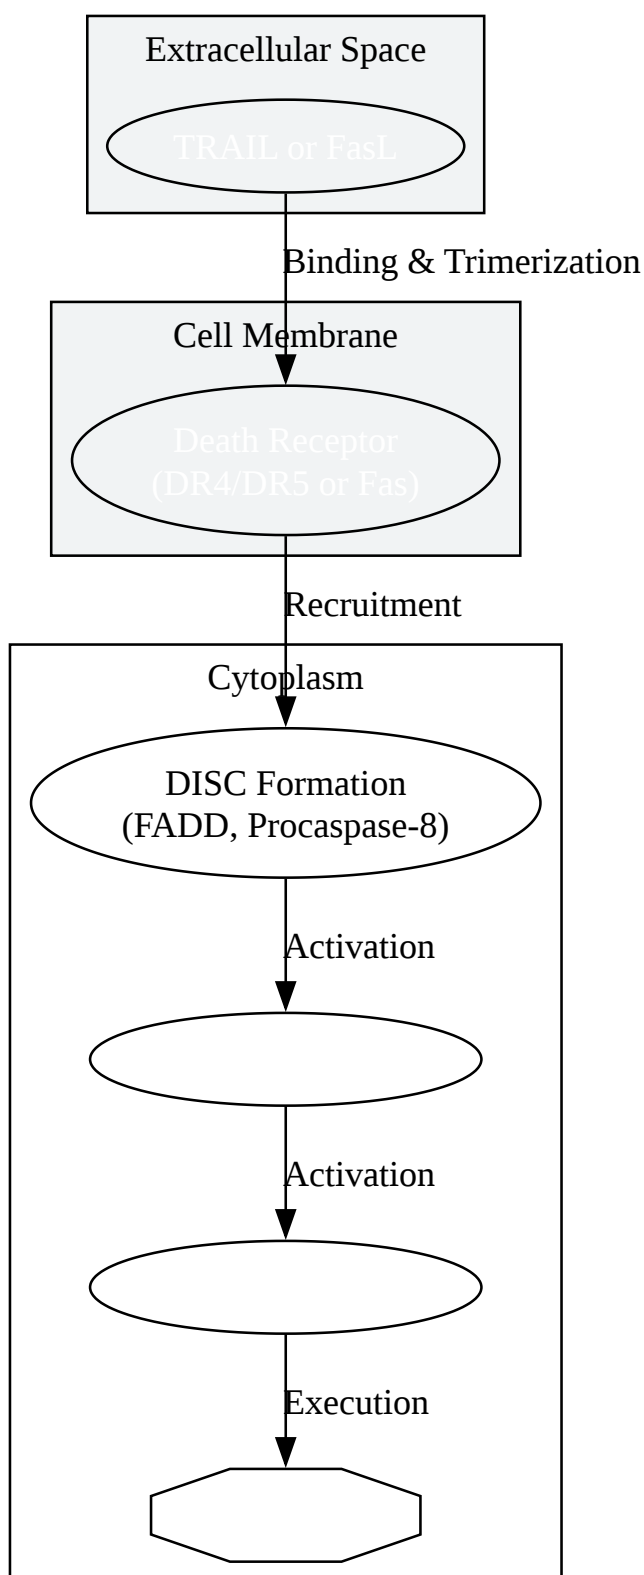 Extracellular Space
TRAIL or FasL
Binding & Trimerization
Cell Membrane
Death Receptor
(DR4/DR5 or Fas)
Recruitment
Cytoplasm
DISC Formation
(FADD, Procaspase-8)
Activation
Activation
Execution